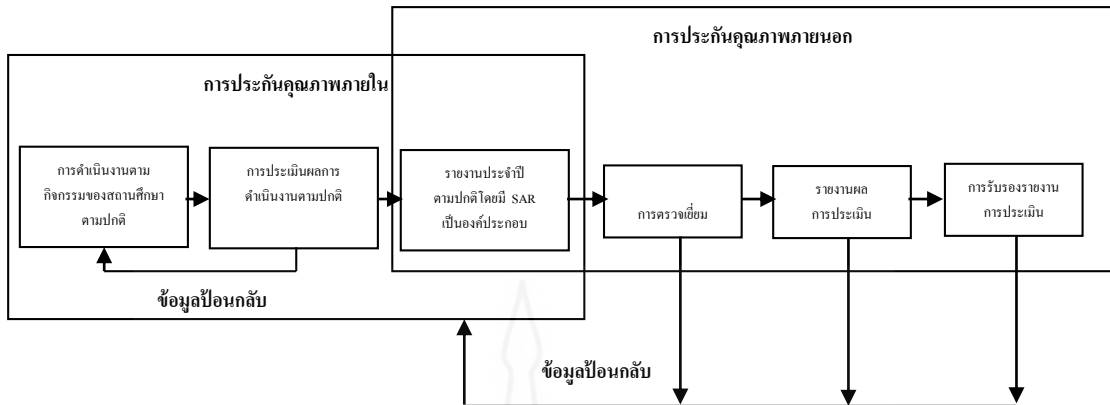 การประกันคุณภาพภายนอก
การประกันคุณภาพภายใน
การดำเนินงานตาม
กิจกรรมของสถานศึกษา
ตามปกติ
การประเมินผลการ
ดำเนินงานตามปกติ
รายงานประจำปี
ตามปกติโดยมี SAR
เป็นองค์ประกอบ
การตรวจเยี่ยม
รายงานผล
การประเมิน
การรับรองรายงาน
การประเมิน
ข้อมูลป้อนกลับ
ข้อมูลป้อนกลับ